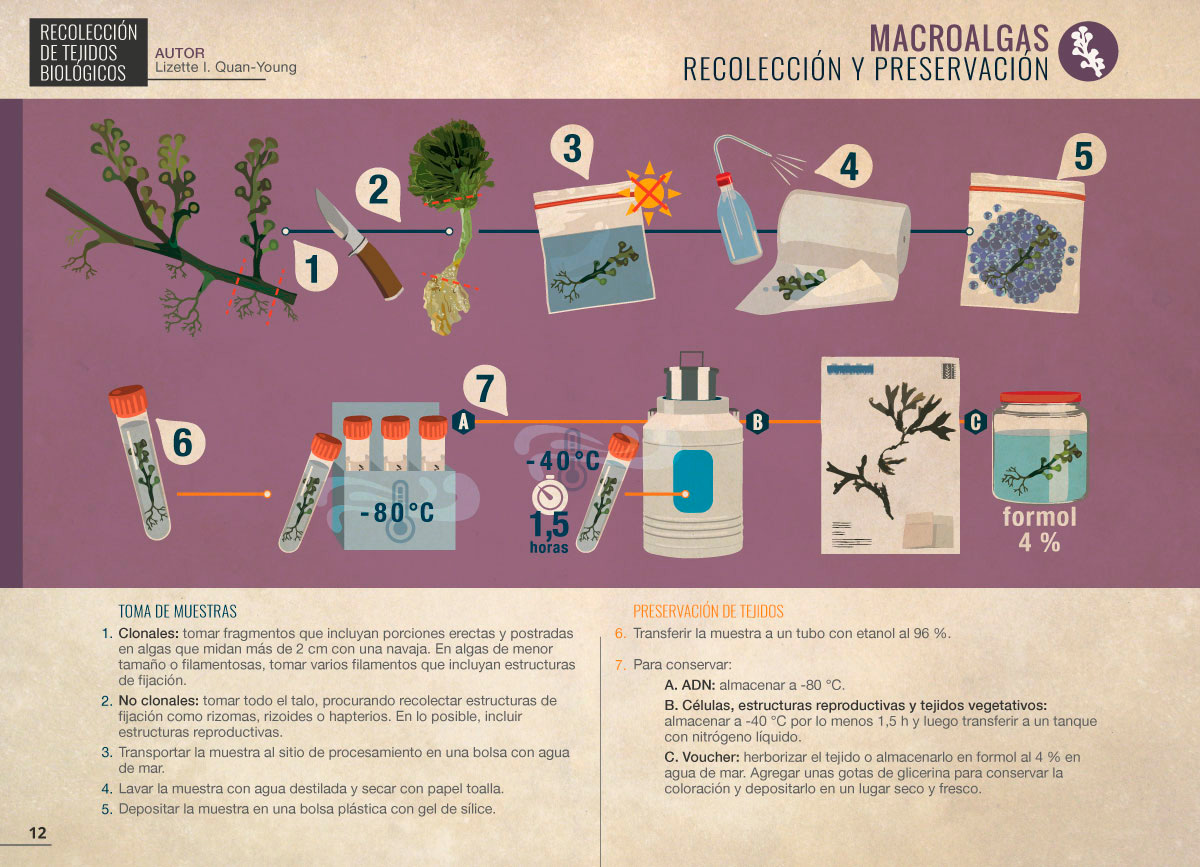 RECOLECCIÓN
DE TEJIDOS
BIOLÓGICOS
AUTOR
Lizette I. Quan-Young
MACROALGAS
RECOLECCIÓN Y PRESERVACIÓN
1
2
3
4
5
6
-80°C
A
7
-40°C
1,5
horas
B
C
formol
4 %
TOMA DE MUESTRAS
1. Clonales: tomar fragmentos que incluyan porciones erectas y postradas
en algas que midan más de 2 cm con una navaja. En algas de menor
tamaño o filamentosas, tomar varios filamentos que incluyan estructuras
de fijación.
2. No clonales: tomar todo el talo, procurando recolectar estructuras de
fijación como rizomas, rizoides o hapterios. En lo posible, incluir
estructuras reproductivas.
3. Transportar la muestra al sitio de procesamiento en una bolsa con agua
de mar.
4. Lavar la muestra con agua destilada y secar con papel toalla.
5. Depositar la muestra en una bolsa plástica con gel de sílice.
PRESERVACIÓN DE TEJIDOS
6. Transferir la muestra a un tubo con etanol al 96 %.
7. Para conservar:
A. ADN: almacenar a -80 °C.
B. Células, estructuras reproductivas y tejidos vegetativos:
almacenar a -40 °C por lo menos 1,5 h y luego transferir a un tanque
con nitrógeno líquido.
C. Voucher: herborizar el tejido o almacenarlo en formol al 4 % en
agua de mar. Agregar unas gotas de glicerina para conservar la
coloración y depositarlo en un lugar seco y fresco.
12